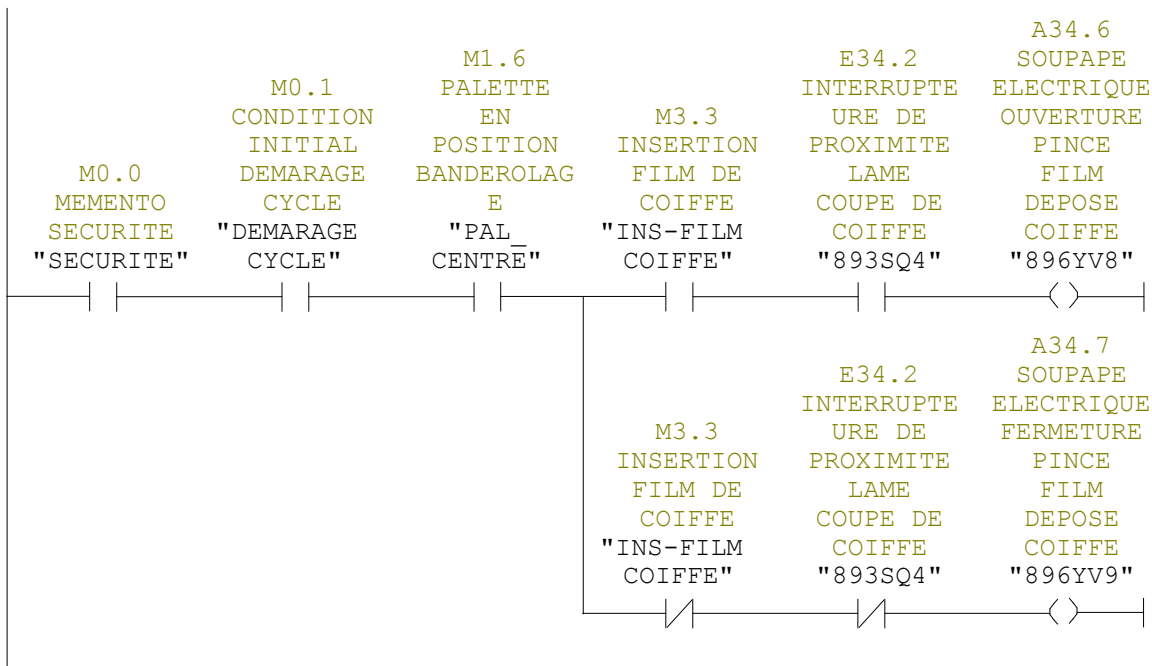 M0.0
MEMENTO
SECURITE
"SECURITE"
M0.1
CONDITION
INITIAL
DEMARAGE
CYCLE
"DEMARAGE
CYCLE"
M1.6
PALETTE
EN
POSITION
BANDEROLAG
E
"PAL_
CENTRE"
M3.3
INSERTION
FILM DE
COIFFE
"INS-FILM
COIFFE"
E34.2
INTERRUPTE
URE DE
PROXIMITE
LAME
COUPE DE
COIFFE
"893SQ4"
A34.6
SOUPAPE
ELECTRIQUE
OUVERTURE
PINCE
FILM
DEPOSE
COIFFE
"896YV8"
M3.3
INSERTION
FILM DE
COIFFE
"INS-FILM
COIFFE"
E34.2
INTERRUPTE
URE DE
PROXIMITE
LAME
COUPE DE
COIFFE
"893SQ4"
A34.7
SOUPAPE
ELECTRIQUE
FERMETURE
PINCE
FILM
DEPOSE
COIFFE
"896YV9"